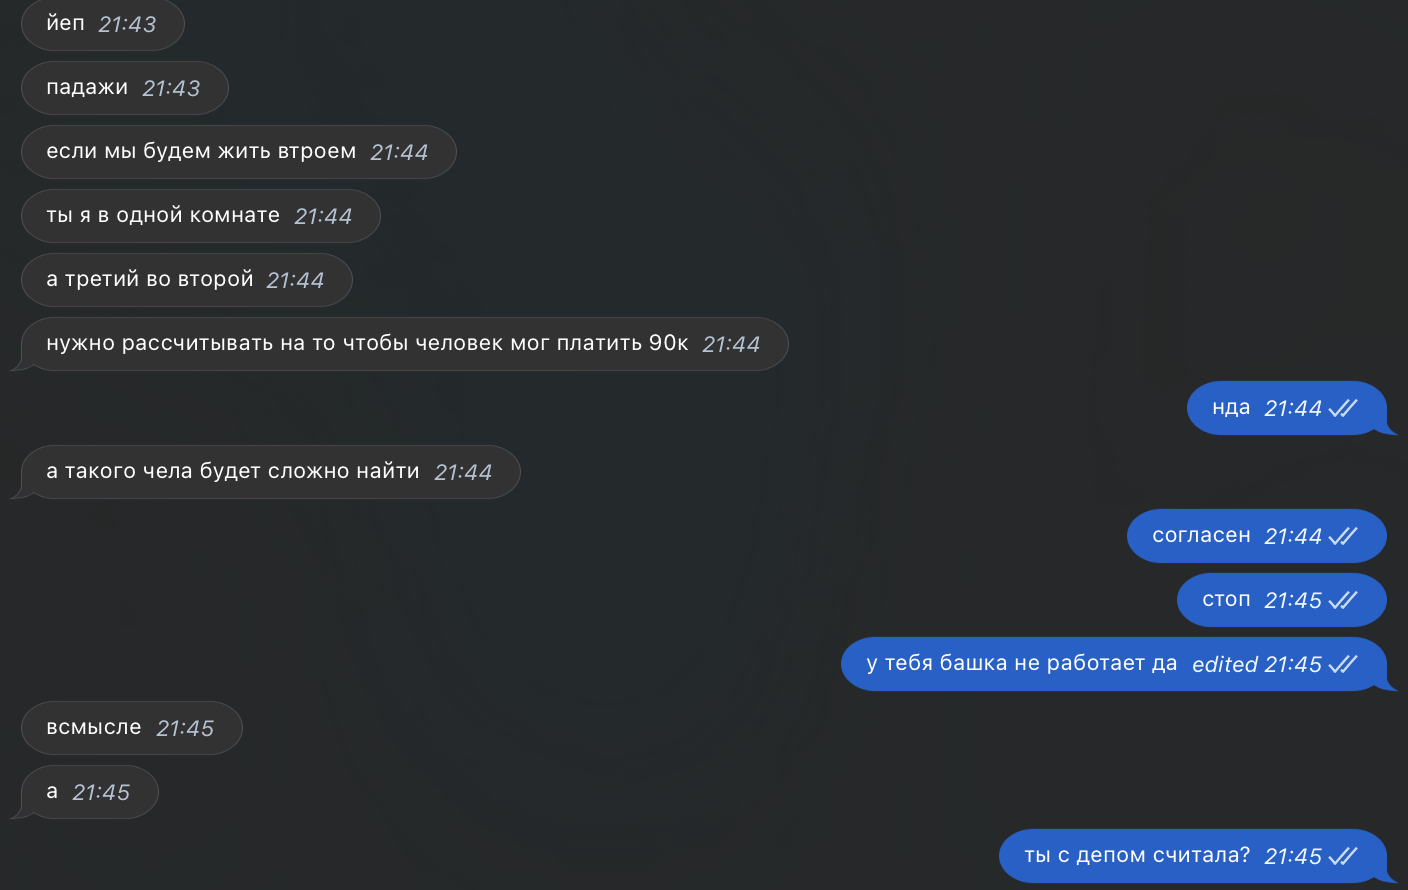 йеп 21:43
падажи 21:43
если мы будем жить втроем 21:44
ты я в одной комнате 21:44
а третий во второй 21:44
нужно рассчитывать на то чтобы человек мог платить 90к 21:44
нда 21:44
а такого чела будет сложно найти 21:44
согласен 21:44
стоп 21:45
у тебя башка не работает да edited 21:45
всмысле 21:45
а 21:45
ты с депом считала? 21:45